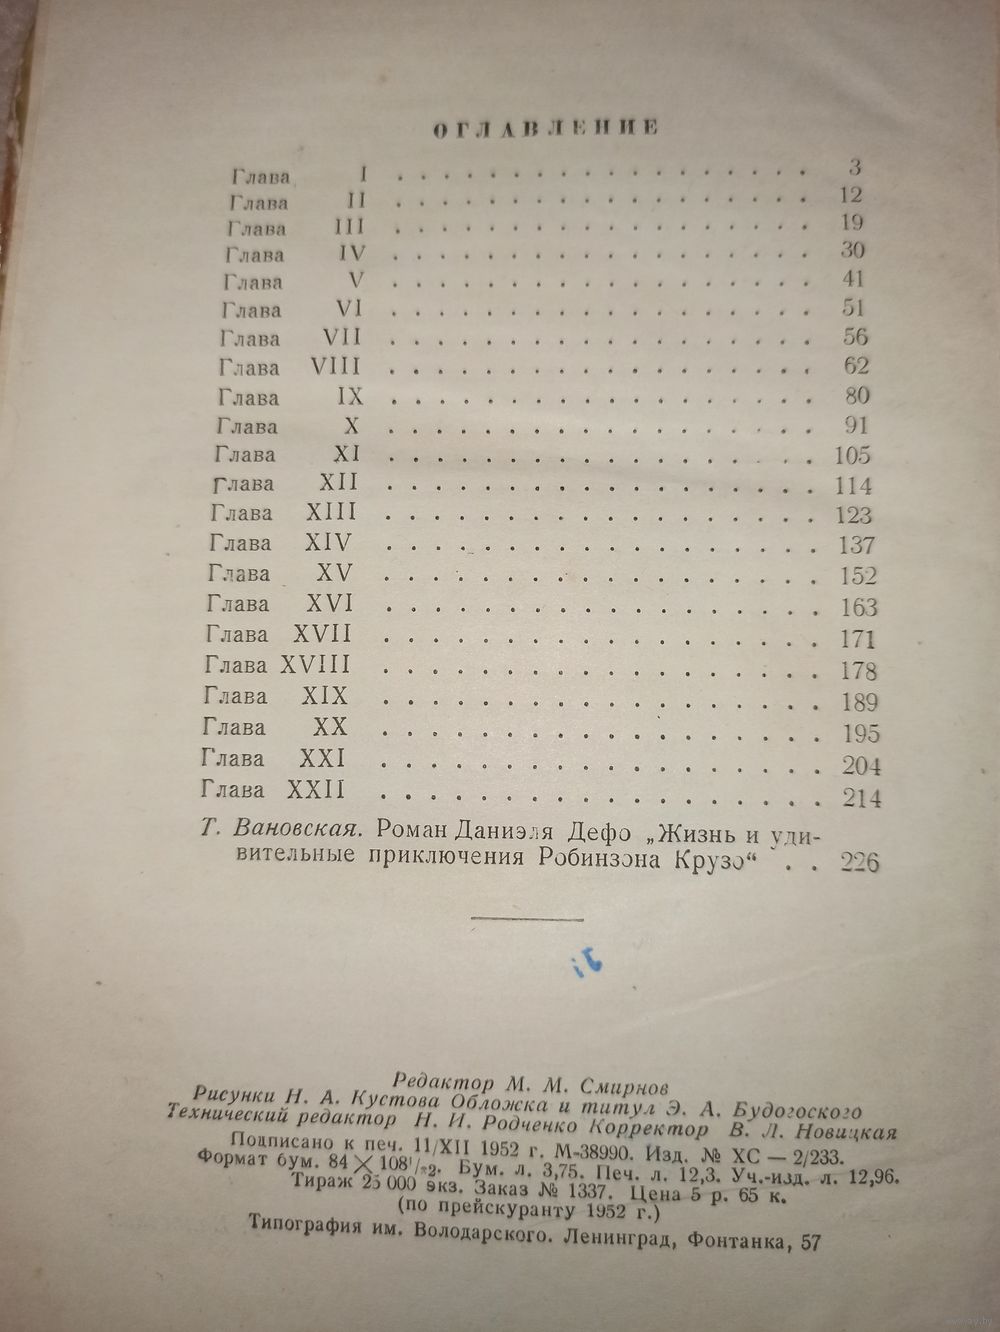 ОГЛАВЛЕНИЕ
Глава I . . . . . . . . . . . . . . . . . . 3
Глава II . . . . . . . . . . . . . . . . . . 12
Глава III . . . . . . . . . . . . . . . . . . 19
Глава IV . . . . . . . . . . . . . . . . . . 30
Глава V . . . . . . . . . . . . . . . . . . 41
Глава VI . . . . . . . . . . . . . . . . . . 51
Глава VII . . . . . . . . . . . . . . . . . . 56
Глава VIII . . . . . . . . . . . . . . . . . . 62
Глава IX . . . . . . . . . . . . . . . . . . 80
Глава X . . . . . . . . . . . . . . . . . . 91
Глава XI . . . . . . . . . . . . . . . . . . 105
Глава XII . . . . . . . . . . . . . . . . . . 114
Глава XIII . . . . . . . . . . . . . . . . . . 123
Глава XIV . . . . . . . . . . . . . . . . . . 137
Глава XV . . . . . . . . . . . . . . . . . . 152
Глава XVI . . . . . . . . . . . . . . . . . . 163
Глава XVII . . . . . . . . . . . . . . . . . . 171
Глава XVIII . . . . . . . . . . . . . . . . . . 178
Глава XIX . . . . . . . . . . . . . . . . . . 189
Глава XX . . . . . . . . . . . . . . . . . . 195
Глава XXI . . . . . . . . . . . . . . . . . . 204
Глава XXII . . . . . . . . . . . . . . . . . . 214
Т. Вановская. Роман Даниэля Дефо „Жизнь и уди-
вительные приключения Робинзона Крузо“ . . 226
Редактор М. М. Смирнов
Рисунки Н. А. Кустова Обложка и титул Э. А. Будогоского
Технический редактор Н. И. Родченко Корректор В. Л. Новицкая
Подписано к печ. 11/XII 1952 г. М-38990. Изд. № ХС — 2/233.
Формат бум. 84 × 108¹/₃₂. Бум. л. 3,75. Печ. л. 12,3. Уч.-изд. л. 12,96.
Тираж 25 000 экз. Заказ № 1337. Цена 5 р. 65 к.
(по прейскуранту 1952 г.)
Типография им. Володарского. Ленинград, Фонтанка, 57